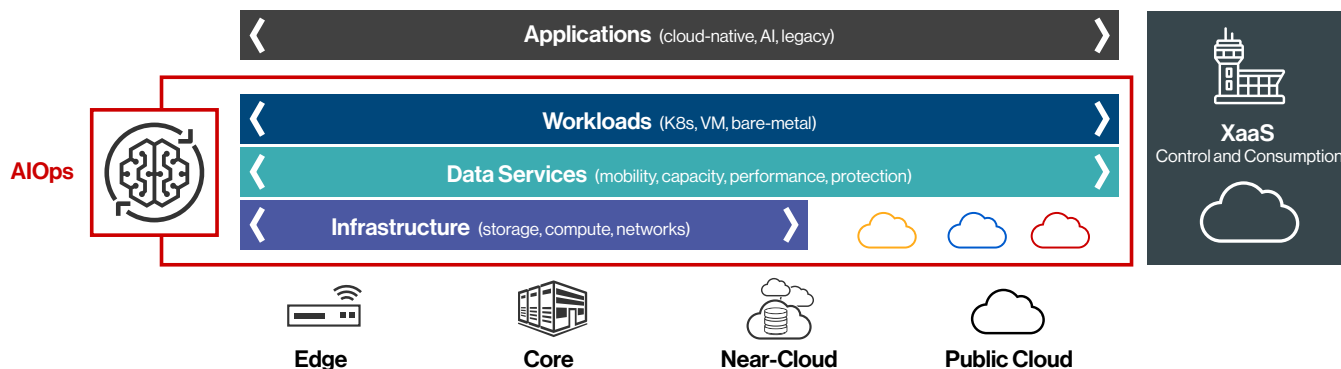 Applications (cloud-native, AI, legacy)
AIOps
Workloads (K8s, VM, bare-metal)
Data Services (mobility, capacity, performance, protection)
Infrastructure (storage, compute, networks)
XaaS
Control and Consumption
Edge
Core
Near-Cloud
Public Cloud